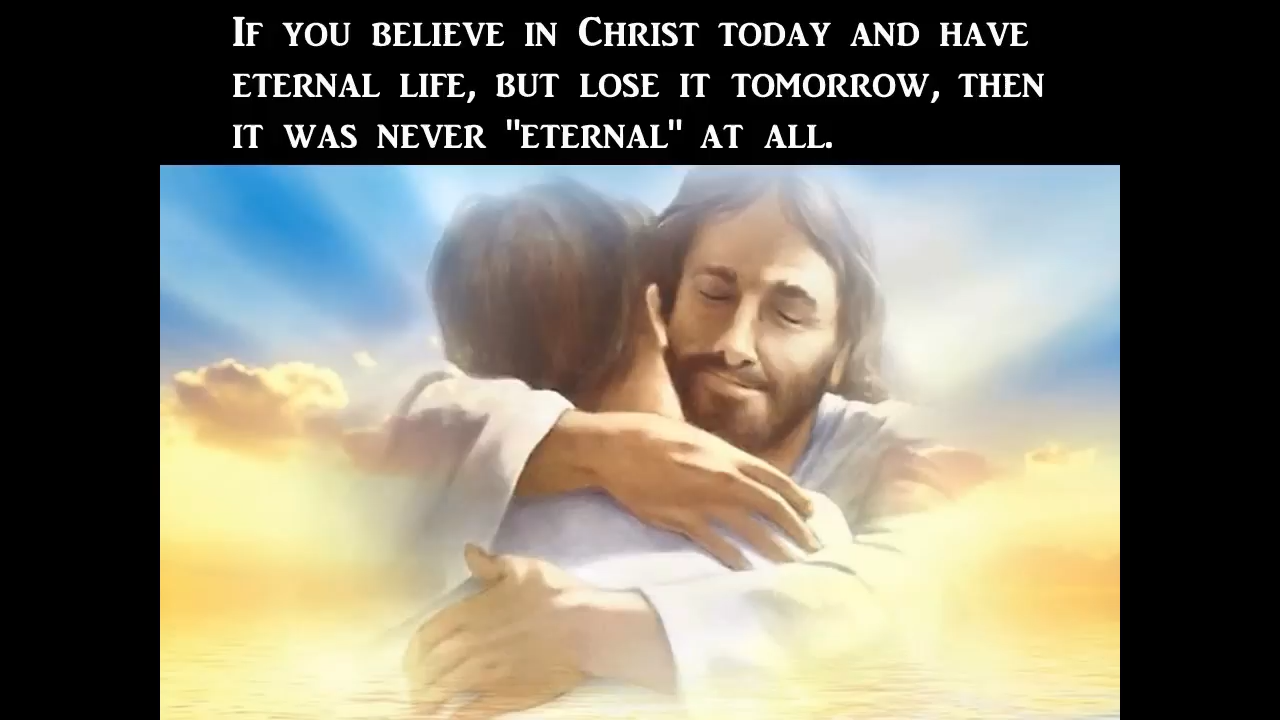 If you believe in Christ today and have
eternal life, but lose it tomorrow, then
it was never "eternal" at all.